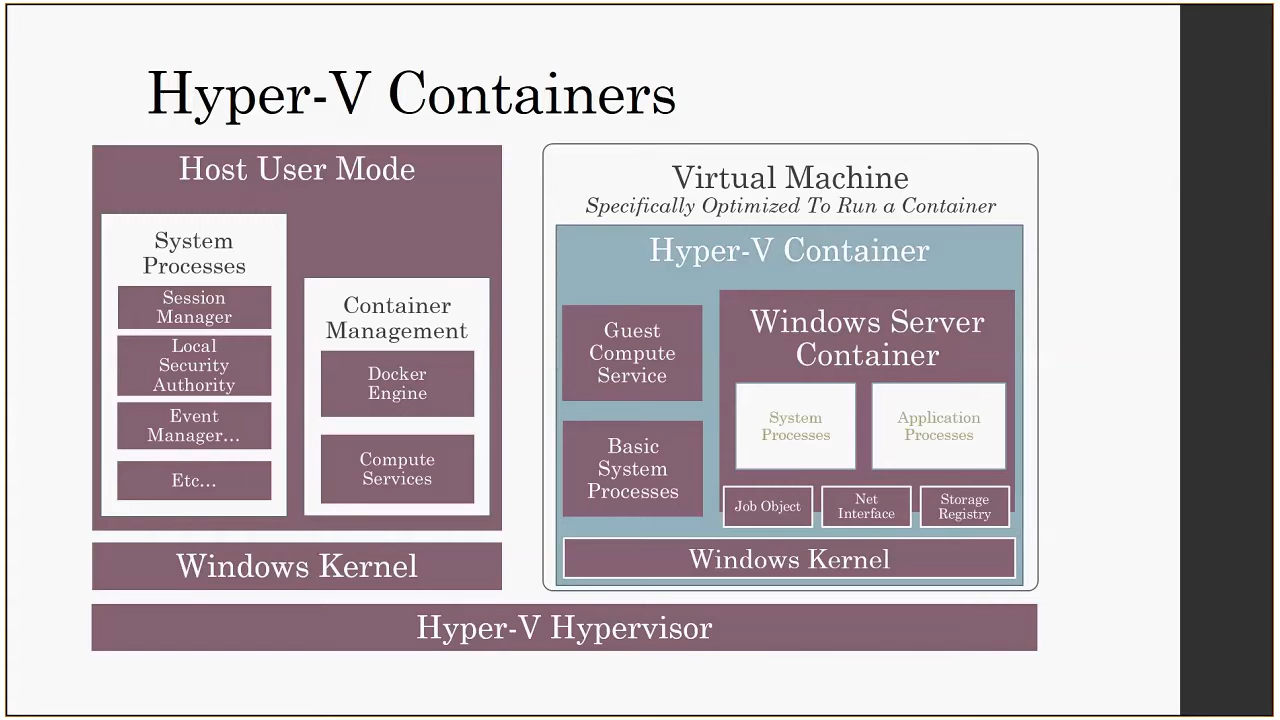 Hyper-V Containers
Host User Mode
System
Processes
Session
Manager
Local
Security
Authority
Event
Manager...
Etc...
Container
Management
Docker
Engine
Compute
Services
Windows Kernel
Virtual Machine
Specifically Optimized To Run a Container
Hyper-V Container
Guest
Compute
Service
Basic
System
Processes
Windows Server
Container
System
Processes
Application
Processes
Job Object
Net
Interface
Storage
Registry
Windows Kernel
Hyper-V Hypervisor